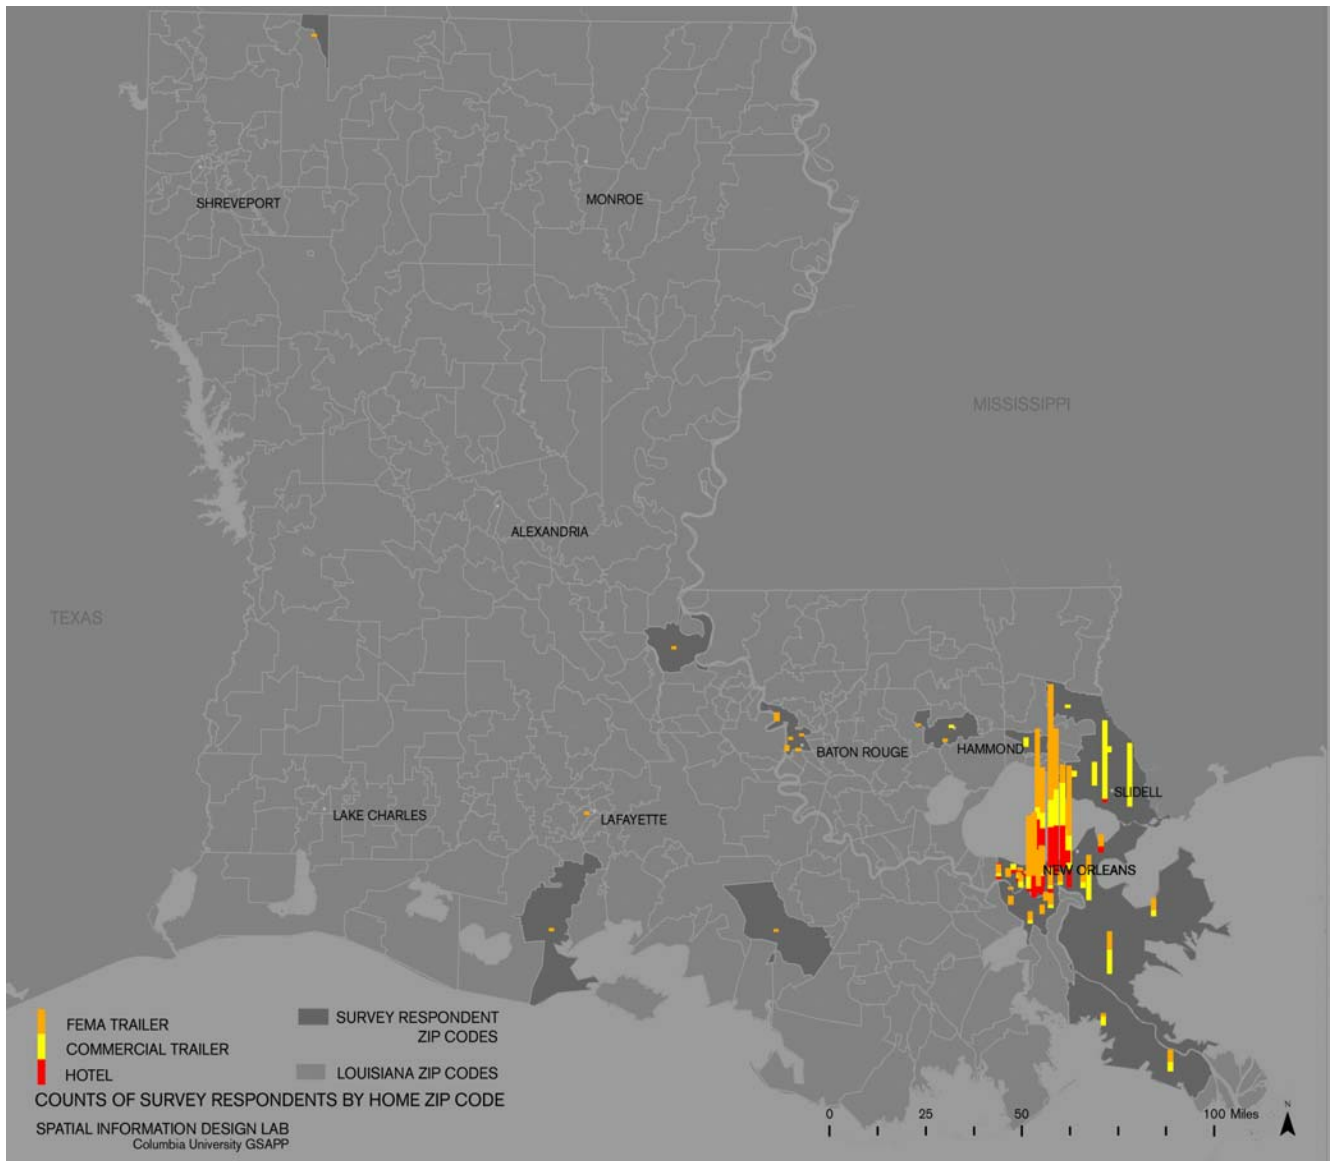 SHREVEPORT
MONROE
MISSISSIPPI
ALEXANDRIA
TEXAS
BATON ROUGE
HAMMOND
SLIDELL
LAKE CHARLES
LAFAYETTE
NEW ORLEANS
FEMA TRAILER
COMMERCIAL TRAILER
HOTEL
SURVEY RESPONDENT
ZIP CODES
LOUISIANA ZIP CODES
COUNTS OF SURVEY RESPONDENTS BY HOME ZIP CODE
SPATIAL INFORMATION DESIGN LAB
Columbia University GSAPP
0 25 50 100 Miles
N